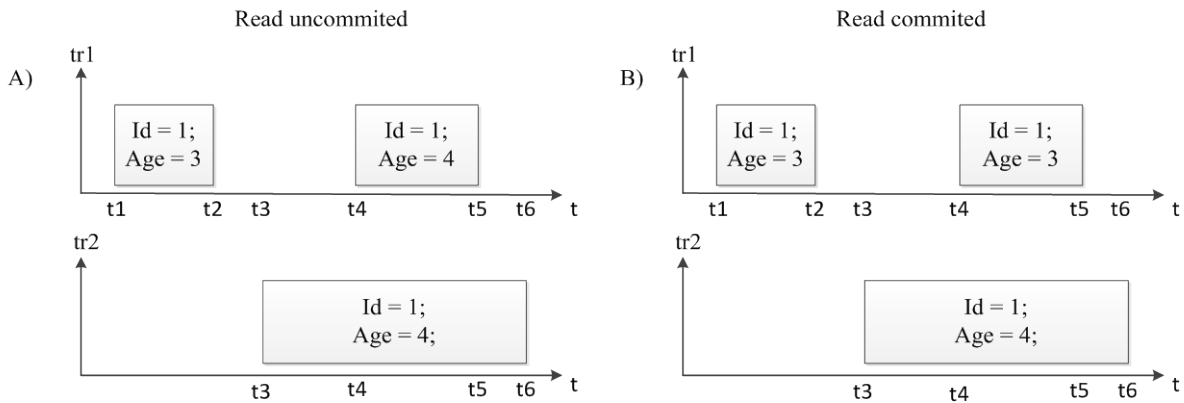 Read uncommited
A)
tr1
Id = 1;
Age = 3
Id = 1;
Age = 4
t1 t2 t3 t4 t5 t6 t
tr2
Id = 1;
Age = 4;
t3 t4 t5 t6 t
Read commited
B)
tr1
Id = 1;
Age = 3
Id = 1;
Age = 3
t1 t2 t3 t4 t5 t6 t
tr2
Id = 1;
Age = 4;
t3 t4 t5 t6 t